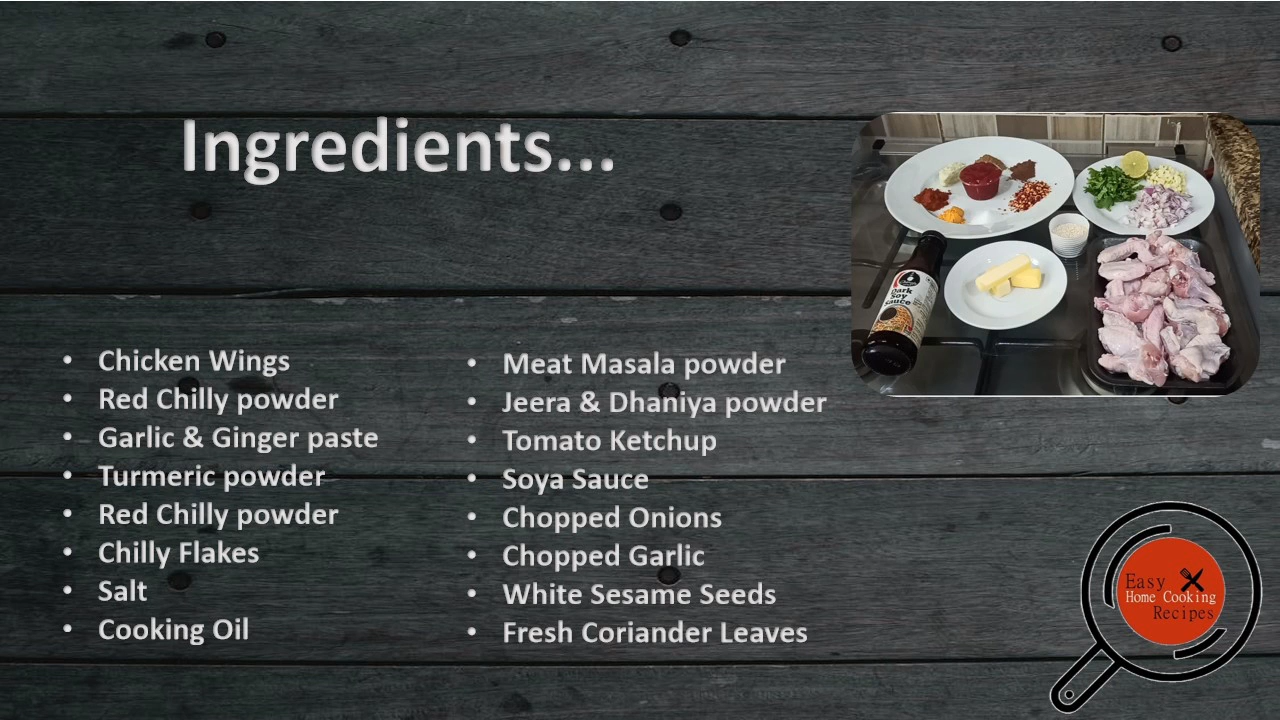 Ingredients...
• Chicken Wings
• Red Chilly powder
• Garlic & Ginger paste
• Turmeric powder
• Red Chilly powder
• Chilly Flakes
• Salt
• Cooking Oil
• Meat Masala powder
• Jeera & Dhaniya powder
• Tomato Ketchup
• Soya Sauce
• Chopped Onions
• Chopped Garlic
• White Sesame Seeds
• Fresh Coriander Leaves
Dark
Soy
Sauce
Easy
Home Cooking
Recipes